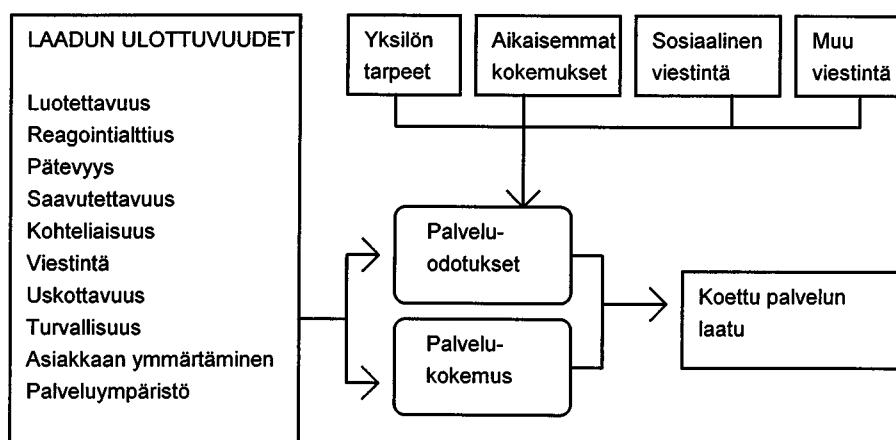 LAADUN ULOTTUVUUDET
Luotettavuus
Reagointialttius
Pätevyys
Saavutettavuus
Kohteliaisuus
Viestintä
Uskottavuus
Turvallisuus
Asiakkaan ymmärtäminen
Palveluympäristö
Yksilön
tarpeet
Aikaisemmat
kokemukset
Sosiaalinen
viestintä
Muu
viestintä
Palvelu-
odotukset
Palvelu-
kokemus
Koettu palvelun
laatu